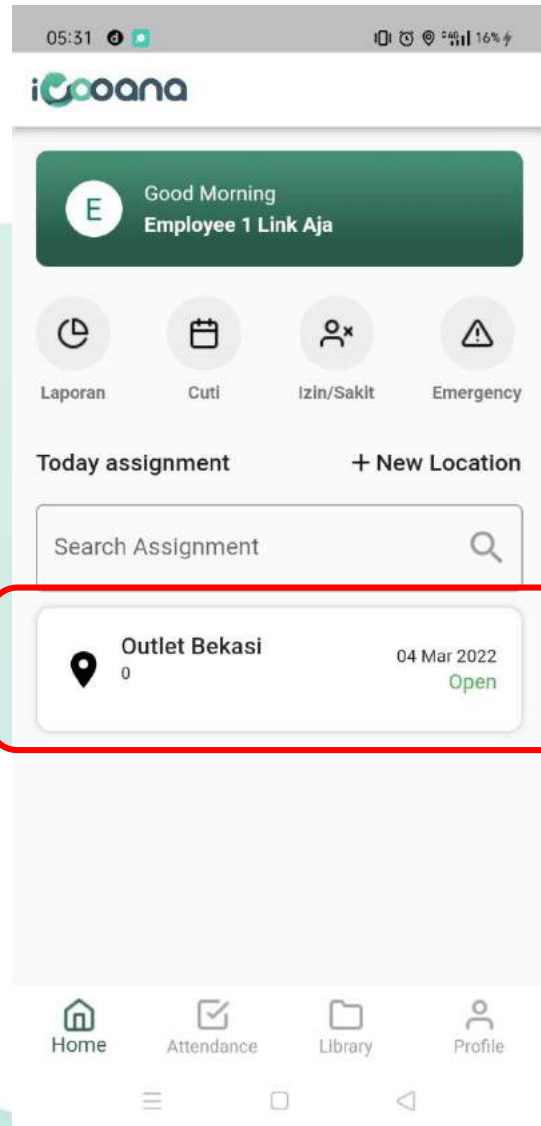 05:31 16%
icooana
Good Morning
E
Employee 1 Link Aja
Laporan Cuti Izin/Sakit Emergency
Today assignment + New Location
Search Assignment
Outlet Bekasi
04 Mar 2022
0
Open
Home Attendance Library Profile